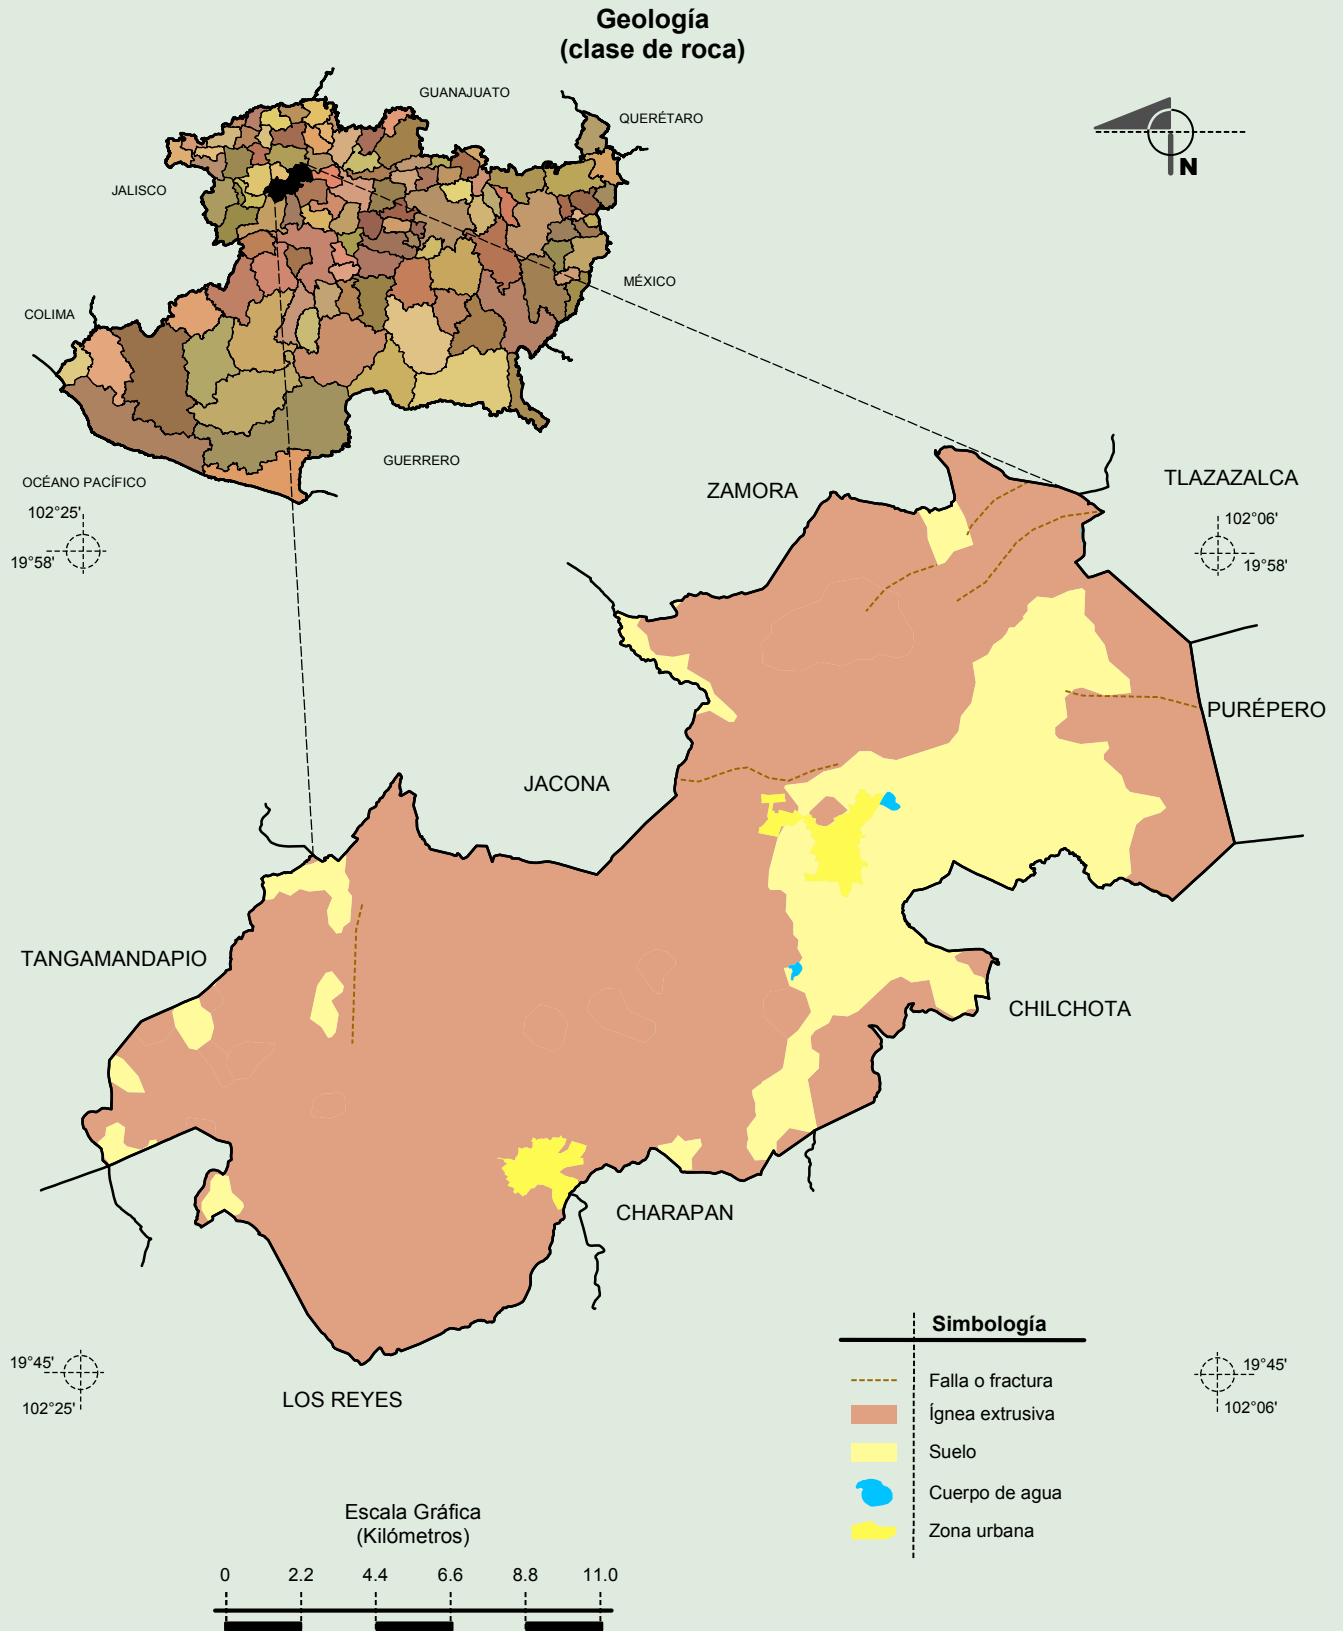 Geología
(clase de roca)
GUANAJUATO
QUERÉTARO
N
JALISCO
MÉXICO
COLIMA
GUERRERO
OCÉANO PACÍFICO
ZAMORA
TLAZAZALCA
102°25'
19°58'
102°06'
19°58'
PURÉPERO
JACONA
TANGAMANDAPIO
CHILCHOTA
CHARAPAN
LOS REYES
19°45'
102°25'
19°45'
102°06'
Simbología
Falla o fractura
Ígnea extrusiva
Suelo
Cuerpo de agua
Zona urbana
Escala Gráfica
(Kilómetros)
0 2.2 4.4 6.6 8.8 11.0